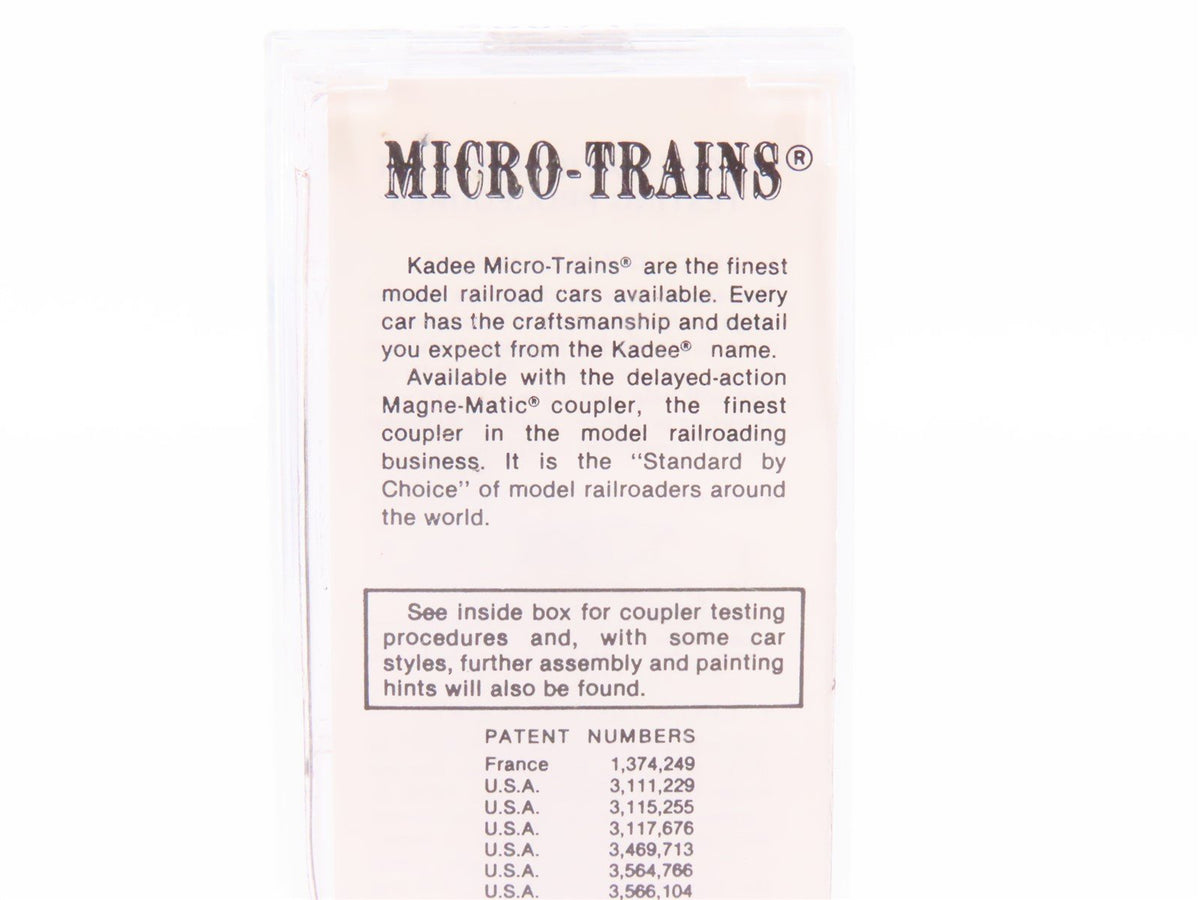 MICRO-TRAINS®
Kadee Micro-Trains® are the finest
model railroad cars available. Every
car has the craftsmanship and detail
you expect from the Kadee® name.
Available with the delayed-action
Magne-Matic® coupler, the finest
coupler in the model railroading
business. It is the “Standard by
Choice” of model railroaders around
the world.
See inside box for coupler testing
procedures and, with some car
styles, further assembly and painting
hints will also be found.
PATENT NUMBERS
France 1,374,249
U.S.A. 3,111,229
U.S.A. 3,115,255
U.S.A. 3,117,676
U.S.A. 3,469,713
U.S.A. 3,564,766
U.S.A. 3,566,104